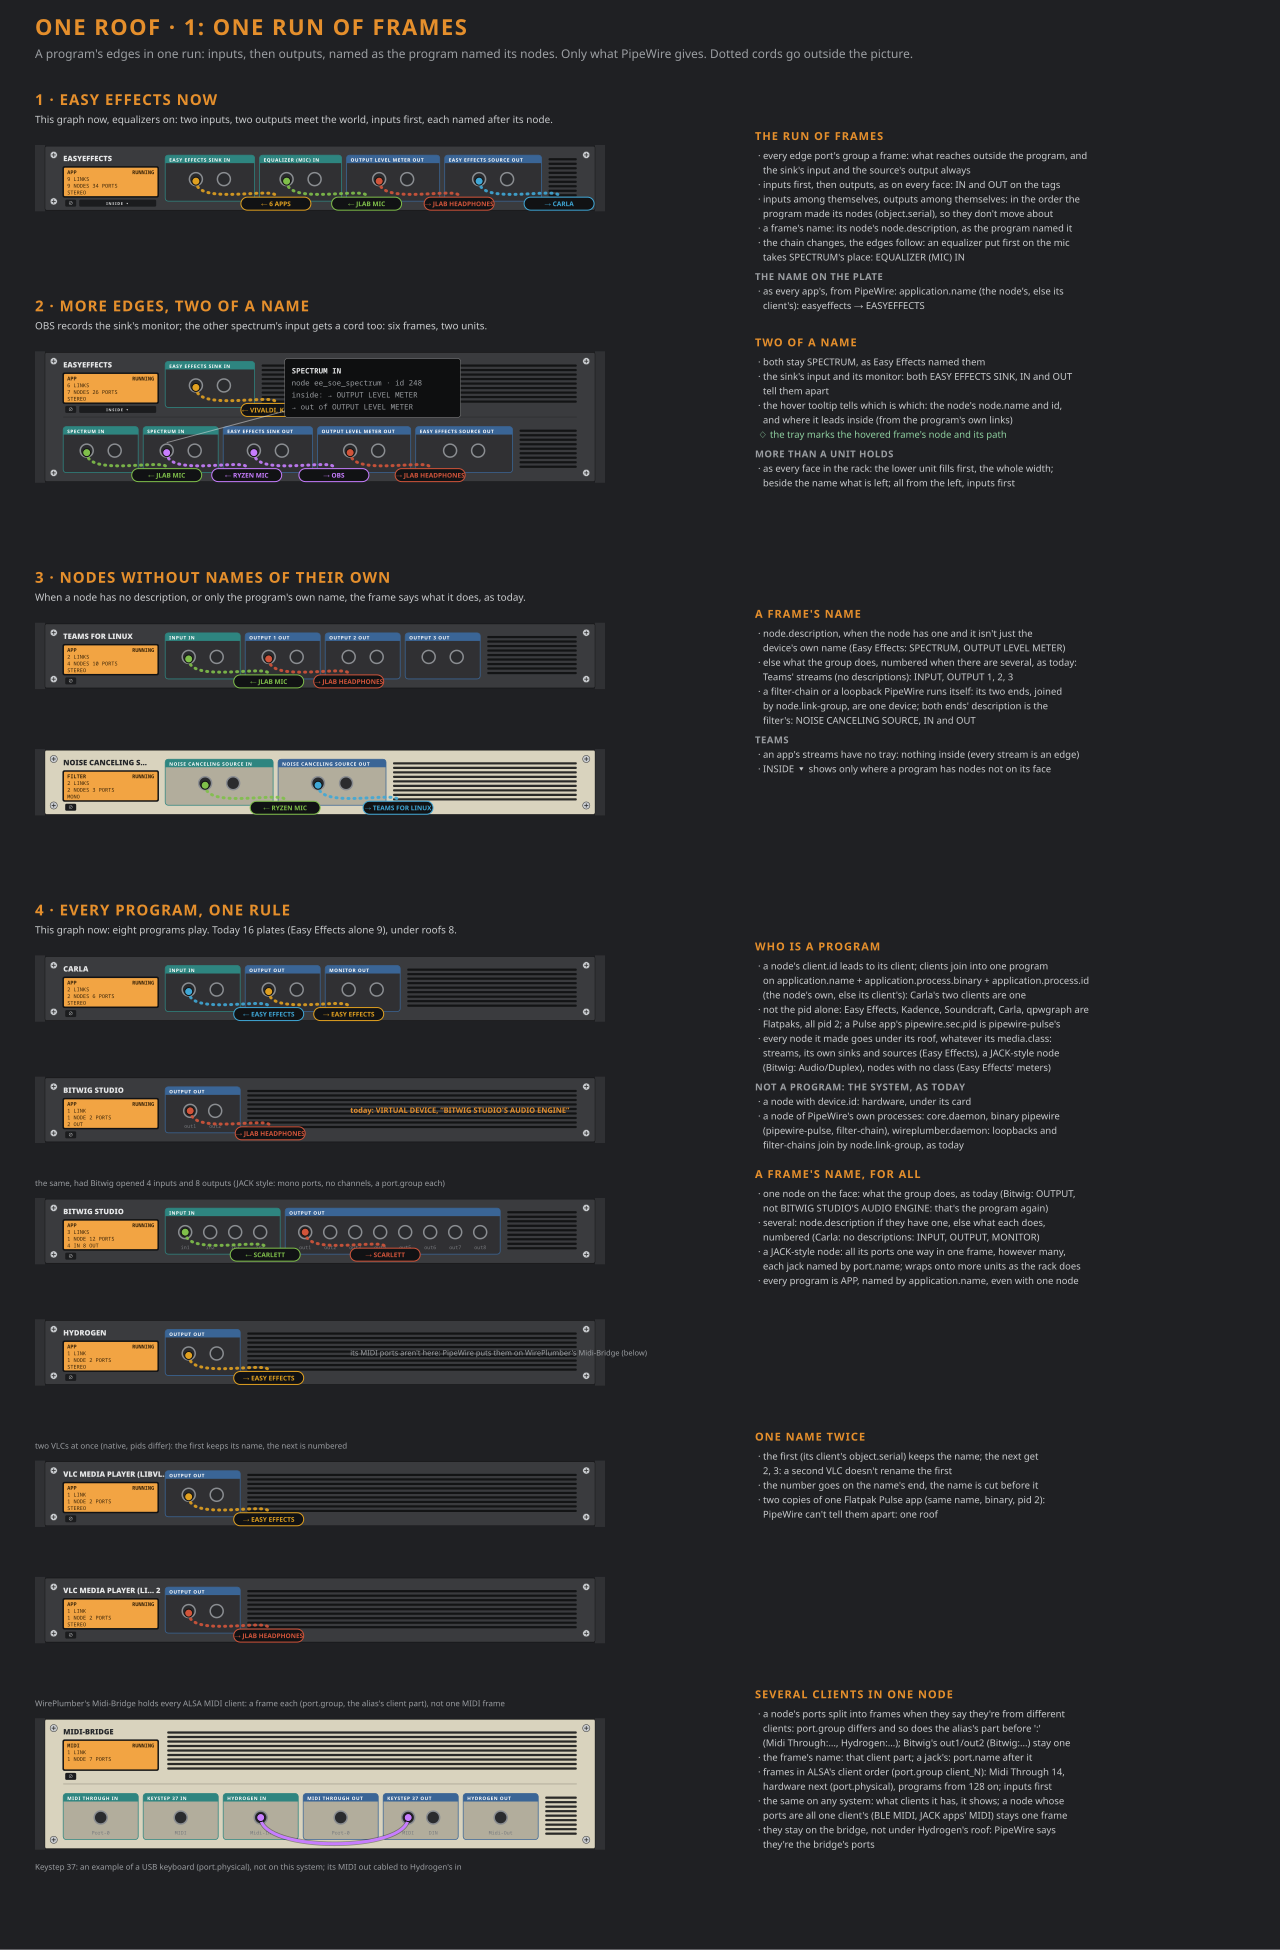 ONE ROOF · 1: ONE RUN OF FRAMES
A program's edges in one run: inputs, then outputs, named as the program named its nodes. Only what PipeWire gives. Dotted cords go outside the picture.
1 · EASY EFFECTS NOW
This graph now, equalizers on: two inputs, two outputs meet the world, inputs first, each named after its node.
EASYEFFECTS
APP RUNNING
9 LINKS
9 NODES 34 PORTS
STEREO
INSIDE ▾
EASY EFFECTS SINK IN
EQUALIZER (MIC) IN
OUTPUT LEVEL METER OUT
EASY EFFECTS SOURCE OUT
← 6 APPS
← JLAB MIC
→ JLAB HEADPHONES
→ CARLA
THE RUN OF FRAMES
· every edge port's group a frame: what reaches outside the program, and
the sink's input and the source's output always
· inputs first, then outputs, as on every face: IN and OUT on the tags
· inputs among themselves, outputs among themselves: in the order the
program made its nodes (object.serial), so they don't move about
· a frame's name: its node's node.description, as the program named it
· the chain changes, the edges follow: an equalizer put first on the mic
takes SPECTRUM's place: EQUALIZER (MIC) IN
THE NAME ON THE PLATE
· as every app's, from PipeWire: application.name (the node's, else its
client's): easyeffects → EASYEFFECTS
2 · MORE EDGES, TWO OF A NAME
OBS records the sink's monitor; the other spectrum's input gets a cord too: six frames, two units.
EASYEFFECTS
APP RUNNING
6 LINKS
7 NODES 26 PORTS
STEREO
INSIDE ▾
EASY EFFECTS SINK IN
SPECTRUM IN
node ee_soe_spectrum · id 248
inside: → OUTPUT LEVEL METER
→ out of OUTPUT LEVEL METER
SPECTRUM IN
SPECTRUM IN
EASY EFFECTS SINK OUT
OUTPUT LEVEL METER OUT
EASY EFFECTS SOURCE OUT
← JLAB MIC
← RYZEN MIC
→ OBS
→ JLAB HEADPHONES
TWO OF A NAME
· both stay SPECTRUM, as Easy Effects named them
· the sink's input and its monitor: both EASY EFFECTS SINK, IN and OUT
tell them apart
· the hover tooltip tells which is which: the node's node.name and id,
and where it leads inside (from the program's own links)
♢ the tray marks the hovered frame's node and its path
MORE THAN A UNIT HOLDS
· as every face in the rack: the lower unit fills first, the whole width;
beside the name what is left; all from the left, inputs first
3 · NODES WITHOUT NAMES OF THEIR OWN
When a node has no description, or only the program's own name, the frame says what it does, as today.
TEAMS FOR LINUX
APP RUNNING
2 LINKS
4 NODES 10 PORTS
STEREO
INPUT IN
OUTPUT 1 OUT
OUTPUT 2 OUT
OUTPUT 3 OUT
← JLAB MIC
→ JLAB HEADPHONES
NOISE CANCELING S...
FILTER RUNNING
2 LINKS
2 NODES 3 PORTS
MONO
NOISE CANCELING SOURCE IN
NOISE CANCELING SOURCE OUT
← RYZEN MIC
→ TEAMS FOR LINUX
A FRAME'S NAME
· node.description, when the node has one and it isn't just the
device's own name (Easy Effects: SPECTRUM, OUTPUT LEVEL METER)
· else what the group does, numbered when there are several, as today:
Teams' streams (no descriptions): INPUT, OUTPUT 1, 2, 3
· a filter-chain or a loopback PipeWire runs itself: its two ends, joined
by node.link-group, are one device; both ends' description is the
filter's: NOISE CANCELING SOURCE, IN and OUT
TEAMS
· an app's streams have no tray: nothing inside (every stream is an edge)
· INSIDE ▾ shows only where a program has nodes not on its face
4 · EVERY PROGRAM, ONE RULE
This graph now: eight programs play. Today 16 plates (Easy Effects alone 9), under roofs 8.
CARLA
APP RUNNING
2 LINKS
2 NODES 6 PORTS
STEREO
INPUT IN
OUTPUT OUT
MONITOR OUT
← EASY EFFECTS
→ EASY EFFECTS
BITWIG STUDIO
APP RUNNING
1 LINK
1 NODE 2 PORTS
2 OUT
OUTPUT OUT
out1
today: VIRTUAL DEVICE, "BITWIG STUDIO'S AUDIO ENGINE"
→ JLAB HEADPHONES
the same, had Bitwig opened 4 inputs and 8 outputs (JACK style: mono ports, no channels, a port.group each)
BITWIG STUDIO
APP RUNNING
3 LINKS
1 NODE 12 PORTS
4 IN 8 OUT
INPUT IN
OUTPUT OUT
in1
out1
out6
out7
out8
← SCARLETT
→ SCARLETT
HYDROGEN
APP RUNNING
1 LINK
1 NODE 2 PORTS
STEREO
OUTPUT OUT
its MIDI ports aren't here: PipeWire puts them on WirePlumber's Midi-Bridge (below)
→ EASY EFFECTS
WHO IS A PROGRAM
· a node's client.id leads to its client; clients join into one program
on application.name + application.process.binary + application.process.id
(the node's own, else its client's): Carla's two clients are one
· not the pid alone: Easy Effects, Kadence, Soundcraft, Carla, qpwgraph are
Flatpaks, all pid 2; a Pulse app's pipewire.sec.pid is pipewire-pulse's
· every node it made goes under its roof, whatever its media.class:
streams, its own sinks and sources (Easy Effects), a JACK-style node
(Bitwig: Audio/Duplex), nodes with no class (Easy Effects' meters)
NOT A PROGRAM: THE SYSTEM, AS TODAY
· a node with device.id: hardware, under its card
· a node of PipeWire's own processes: core.daemon, binary pipewire
(pipewire-pulse, filter-chain), wireplumber.daemon: loopbacks and
filter-chains join by node.link-group, as today
A FRAME'S NAME, FOR ALL
· one node on the face: what the group does, as today (Bitwig: OUTPUT,
not BITWIG STUDIO'S AUDIO ENGINE: that's the program again)
· several: node.description if they have one, else what each does,
numbered (Carla: no descriptions: INPUT, OUTPUT, MONITOR)
· a JACK-style node: all its ports one way in one frame, however many,
each jack named by port.name; wraps onto more units as the rack does
· every program is APP, named by application.name, even with one node
two VLCs at once (native, pids differ): the first keeps its name, the next is numbered
VLC MEDIA PLAYER (LIBVL...
APP RUNNING
1 LINK
1 NODE 2 PORTS
STEREO
OUTPUT OUT
→ EASY EFFECTS
VLC MEDIA PLAYER (LI... 2
APP RUNNING
1 LINK
1 NODE 2 PORTS
STEREO
OUTPUT OUT
→ JLAB HEADPHONES
ONE NAME TWICE
· the first (its client's object.serial) keeps the name; the next get
2, 3: a second VLC doesn't rename the first
· the number goes on the name's end, the name is cut before it
· two copies of one Flatpak Pulse app (same name, binary, pid 2):
PipeWire can't tell them apart: one roof
WirePlumber's Midi-Bridge holds every ALSA MIDI client: a frame each (port.group, the alias's client part), not one MIDI frame
MIDI-BRIDGE
MIDI RUNNING
1 LINK
1 NODE 7 PORTS
MIDI THROUGH IN
KEYSTEP 37 IN
HYDROGEN IN
MIDI THROUGH OUT
KEYSTEP 37 OUT
HYDROGEN OUT
Port-0
MIDI
Port-0
MIDI
Midi-Out
Keystep 37: an example of a USB keyboard (port.physical), not on this system; its MIDI out cabled to Hydrogen's in
SEVERAL CLIENTS IN ONE NODE
· a node's ports split into frames when they say they're from different
clients: port.group differs and so does the alias's part before ':'
(Midi Through:..., Hydrogen:...); Bitwig's out1/out2 (Bitwig:...) stay one
· the frame's name: that client part; a jack's: port.name after it
· frames in ALSA's client order (port.group client_N): Midi Through 14,
hardware next (port.physical), programs from 128 on; inputs first
· the same on any system: what clients it has, it shows; a node whose
ports are all one client's (BLE MIDI, JACK apps' MIDI) stays one frame
· they stay on the bridge, not under Hydrogen's roof: PipeWire says
they're the bridge's ports